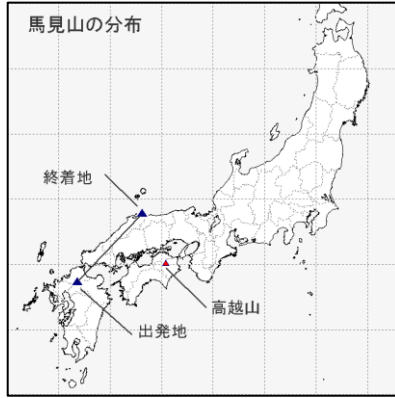 馬見山の分布
終着地
高越山
出発地